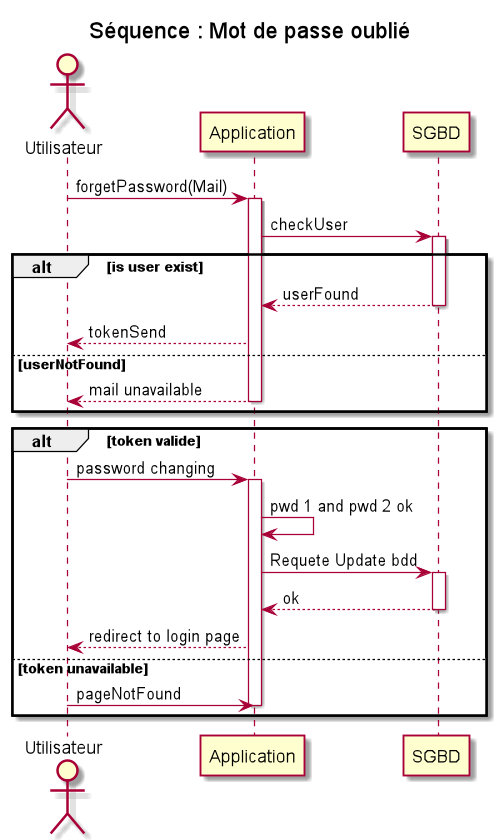 Séquence : Mot de passe oublié
Utilisateur
Application
SGBD
forgetPassword(Mail)
checkUser
alt
[is user exist]
userFound
tokenSend
[userNotFound]
mail unavailable
alt
[token valide]
password changing
pwd 1 and pwd 2 ok
Requete Update bdd
ok
redirect to login page
[token unavailable]
pageNotFound
Utilisateur
Application
SGBD